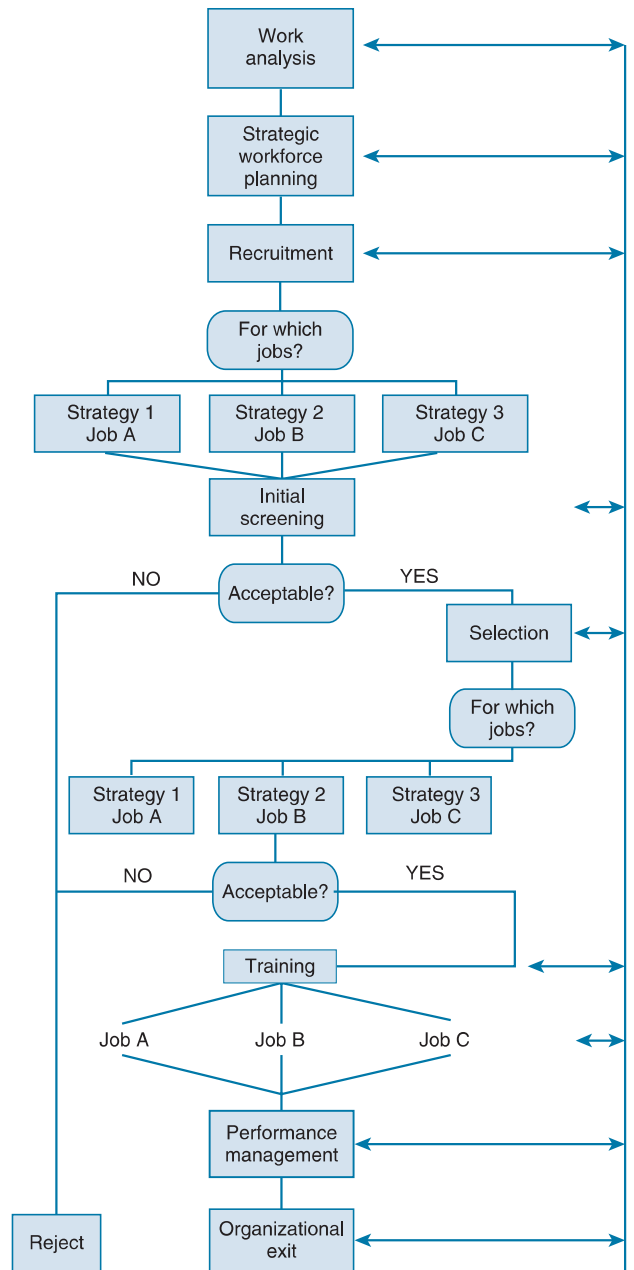 Work
analysis
Strategic
workforce
planning
Recruitment
For which
jobs?
Strategy 1
Job A
Strategy 2
Job B
Strategy 3
Job C
Initial
screening
NO
Acceptable?
YES
Selection
For which
jobs?
Strategy 1
Job A
Strategy 2
Job B
Strategy 3
Job C
NO
Acceptable?
YES
Training
Job A
Job B
Job C
Performance
management
Reject
Organizational
exit